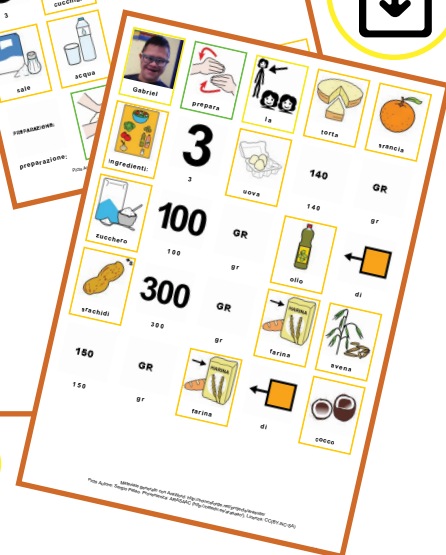 3
cucchi
sale
acqua
PREPARAZIONE:
preparazione:
Gabriel
prepara
la
torta
arancia
ingredienti:
3
3
uova
140
140
GR
gr
zucchero
100
100
GR
gr
olio
di
arachidi
300
300
GR
gr
FARINA
farina
avena
150
150
GR
gr
FARINA
farina
di
cocco